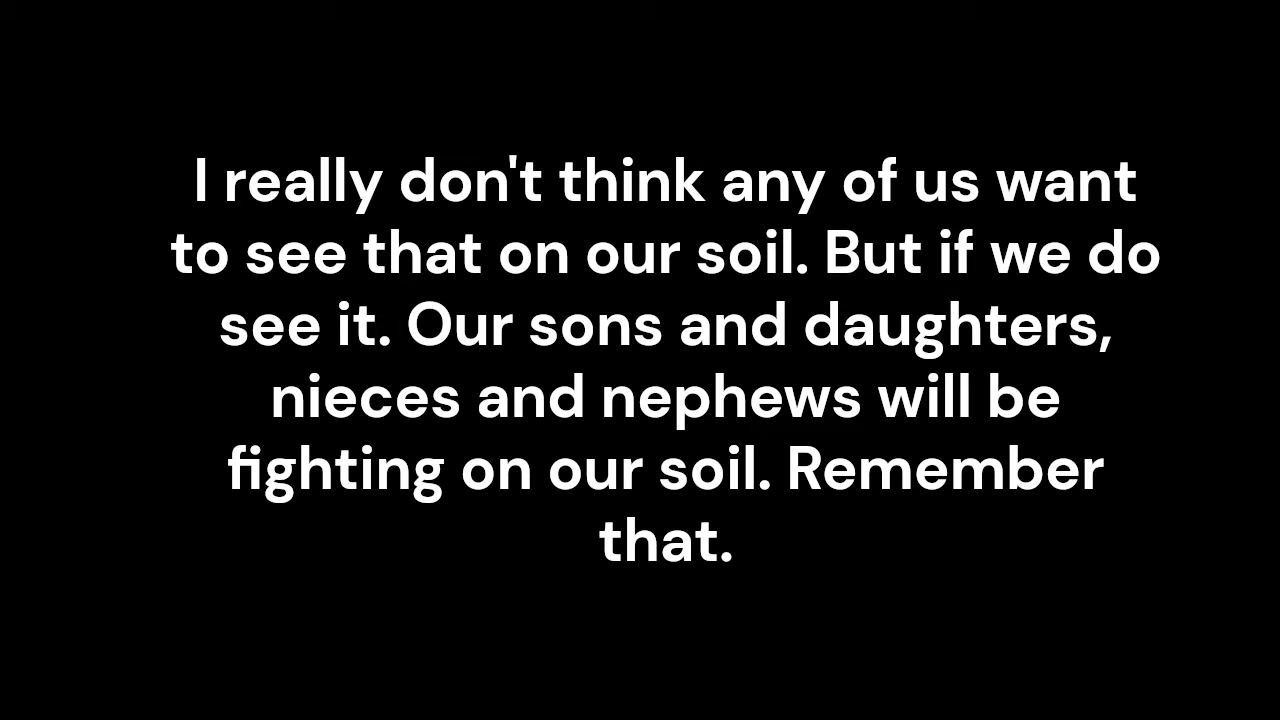 I really don't think any of us want
to see that on our soil. But if we do
see it. Our sons and daughters,
nieces and nephews will be
fighting on our soil. Remember
that.